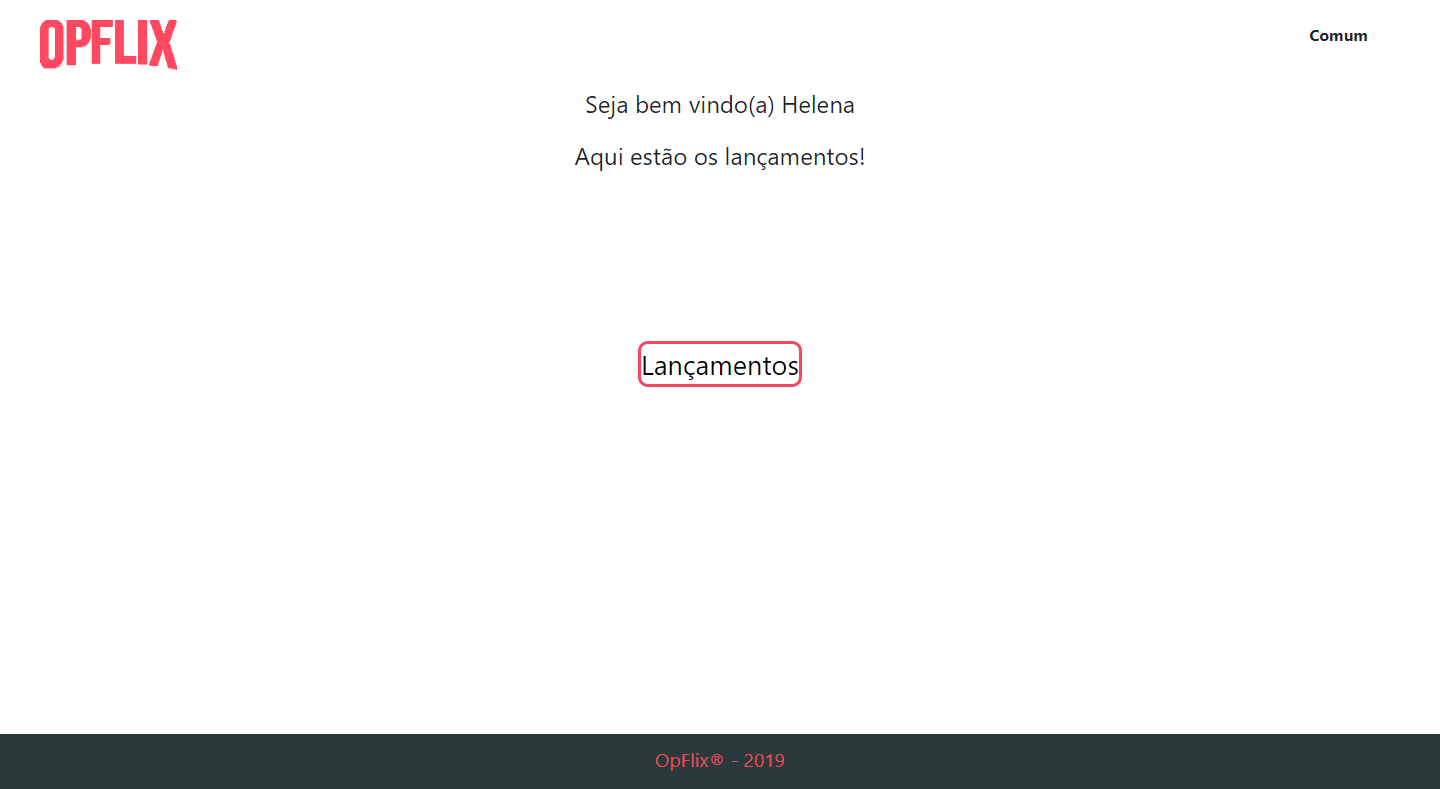 OPFLIX
Comum
Seja bem vindo(a) Helena
Aqui estão os lançamentos!
Lançamentos
OpFlix® - 2019